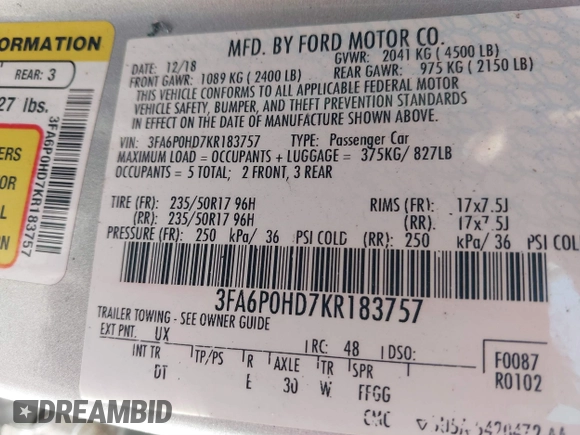 FORMATION
REAR: 3
27 lbs.
3FA6P0HD7KR183757
ERS
OR
L
ON
MFD. BY FORD MOTOR CO.
DATE: 12/18 GVWR: 2041 KG ( 4500 LB)
FRONT GAWR: 1089 KG ( 2400 LB) REAR GAWR: 975 KG ( 2150 LB)
THIS VEHICLE CONFORMS TO ALL APPLICABLE FEDERAL MOTOR
VEHICLE SAFETY, BUMPER, AND THEFT PREVENTION STANDARDS
IN EFFECT ON THE DATE OF MANUFACTURE SHOWN ABOVE.
VIN: 3FA6P0HD7KR183757 TYPE: Passenger Car
MAXIMUM LOAD = OCCUPANTS + LUGGAGE = 375KG/ 827LB
OCCUPANTS = 5 TOTAL; 2 FRONT, 3 REAR
TIRE (FR): 235/50R17 96H RIMS (FR): 17x7.5J
(RR): 235/50R17 96H (RR): 17x7.5J
PRESSURE (FR): 250 kPa/ 36 PSI COLD (RR): 250 kPa/ 36 PSI COL
3FA6P0HD7KR183757
TRAILER TOWING - SEE OWNER GUIDE
EXT PNT: UX RC: 48 DSO: F0087
INT TR TP/PS R AXLE TR SPR R0102
DT E 30 W FFGG
CMC
DREAMBID